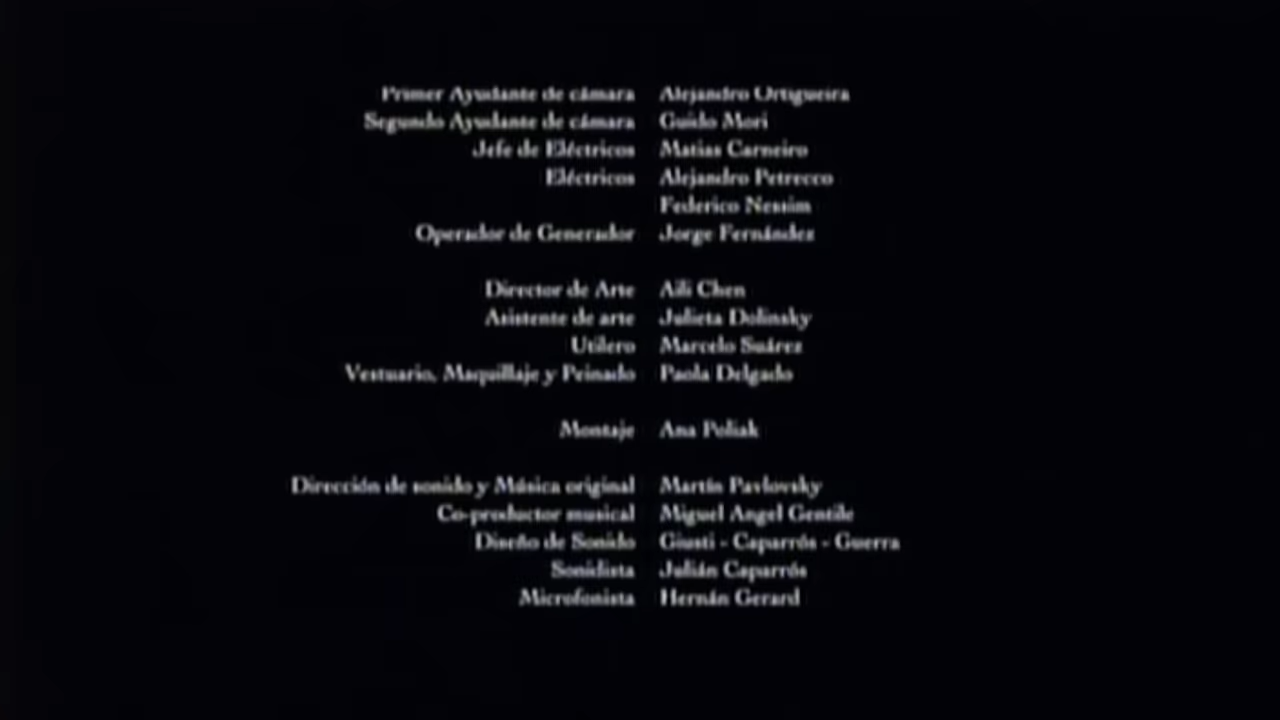 Primer Ayudante de cámara Alejandro Ortigueira
Segundo Ayudante de cámara Guido Mori
Jefe de Eléctricos Matias Carneiro
Eléctricos Alejandro Petrecco
Federico Nessim
Operador de Generador Jorge Fernández
Director de Arte Aili Chen
Asistente de arte Julieta Dolinsky
Utilero Marcelo Suárez
Vestuario, Maquillaje y Peinado Paola Delgado
Montaje Ana Poliak
Dirección de sonido y Música original Martín Pavlovsky
Co-productor musical Miguel Angel Gentile
Diseño de Sonido Giusti - Caparrós - Guerra
Sonidista Julián Caparrós
Microfonista Hernán Gerard